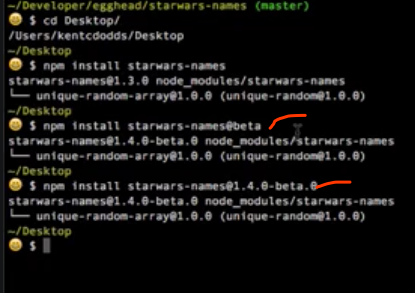 ~/Developer/egghead/starwars-names (master)
😀 $ cd Desktop/
/Users/kentcdodds/Desktop
~/Desktop
😀 $ npm install starwars-names
starwars-names@1.3.0 node_modules/starwars-names
└── unique-random-array@1.0.0 (unique-random@1.0.0)
~/Desktop
😀 $ npm install starwars-names@beta
starwars-names@1.4.0-beta.0 node_modules/starwars-names
└── unique-random-array@1.0.0 (unique-random@1.0.0)
~/Desktop
😀 $ npm install starwars-names@1.4.0-beta.0
starwars-names@1.4.0-beta.0 node_modules/starwars-names
└── unique-random-array@1.0.0 (unique-random@1.0.0)
~/Desktop
😀 $